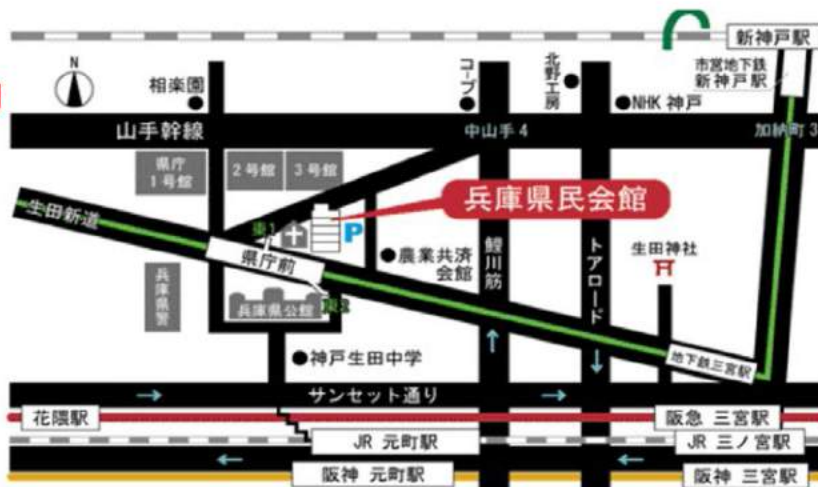 新神戸駅
N
相楽園
コープ
北野工房
市営地下鉄
新神戸駅
NHK 神戸
山手幹線
中山手 4
加納町 3
県庁
1 号館
2 号館
3 号館
兵庫県民会館
生田新道
東1
P
県庁前
農業共済
会館
鯉川筋
トアロード
生田神社
兵庫県警
兵庫県公館
東2
神戸生田中学
地下鉄三宮駅
サンセット通り
花隈駅
阪急 三宮駅
JR 元町駅
JR 三ノ宮駅
阪神 元町駅
阪神 三宮駅